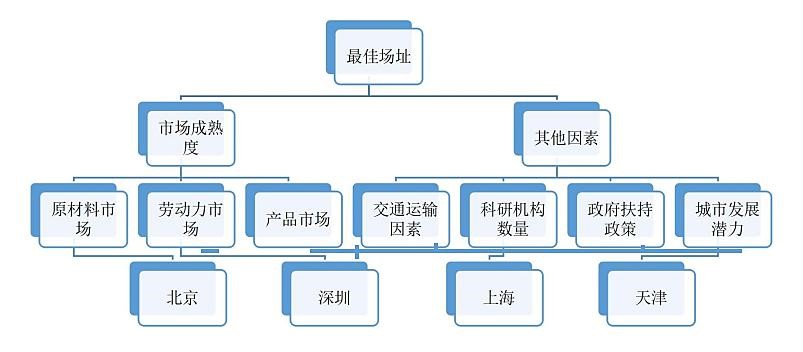 最佳场址
市场成熟
度
其他因素
原材料市
场
劳动力市
场
产品市场
交通运输
因素
科研机构
数量
政府扶持
政策
城市发展
潜力
北京
深圳
上海
天津